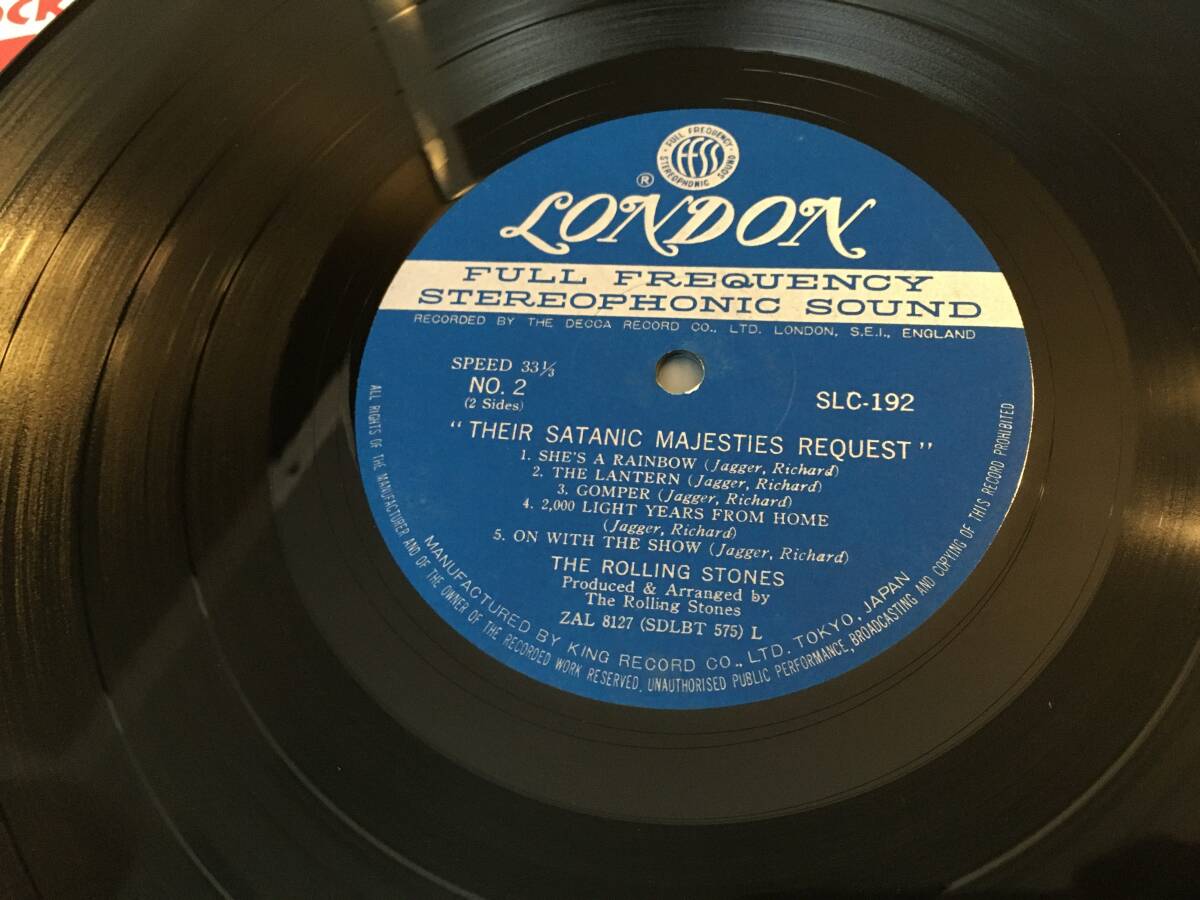 OCK
FULL FREQUENCY
FFSS
STEREOPHONIC SOUND
®
LONDON
FULL FREQUENCY
STEREOPHONIC SOUND
RECORDED BY THE DECCA RECORD CO., LTD. LONDON, S.E.I., ENGLAND
SPEED 33⅓
NO. 2
(2 Sides)
SLC-192
"THEIR SATANIC MAJESTIES REQUEST"
1. SHE'S A RAINBOW (Jagger, Richard)
2. THE LANTERN (Jagger, Richard)
3. GOMPER (Jagger, Richard)
4. 2,000 LIGHT YEARS FROM HOME
(Jagger, Richard)
5. ON WITH THE SHOW (Jagger, Richard)
THE ROLLING STONES
Produced & Arranged by
The Rolling Stones
ZAL 8127 (SDLBT 575) L
MANUFACTURED BY KING RECORD CO., LTD. TOKYO, JAPAN
ALL RIGHTS OF THE MANUFACTURER AND OF THE OWNER OF THE RECORDED WORK RESERVED. UNAUTHORISED PUBLIC PERFORMANCE, BROADCASTING AND COPYING OF THIS RECORD PROHIBITED